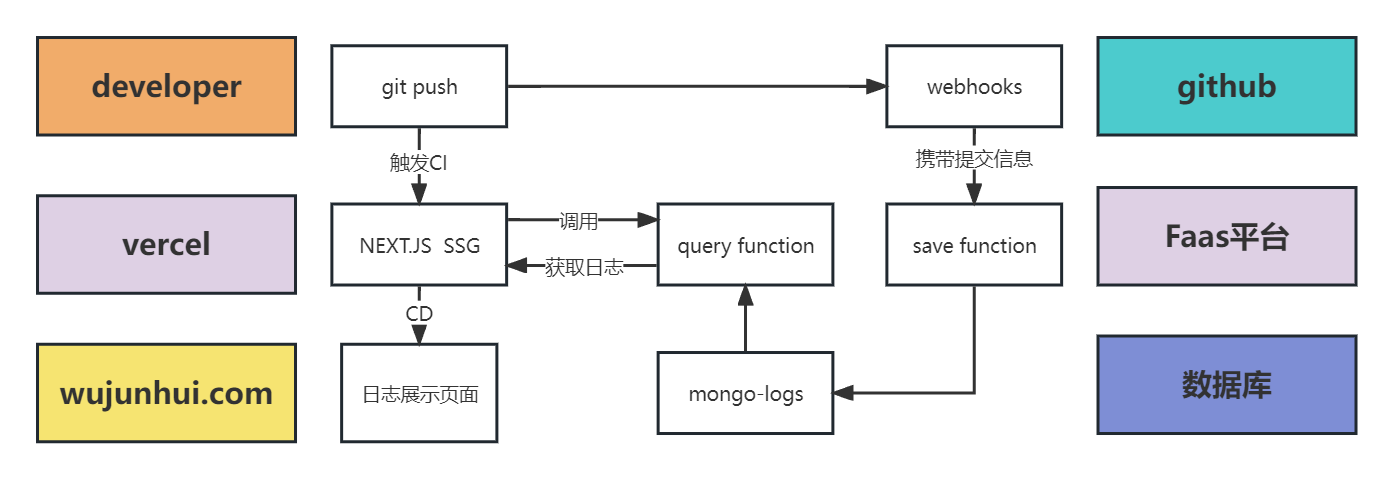 developer
git push
webhooks
github
触发CI
携带提交信息
vercel
NEXT.JS SSG
调用
获取日志
query function
save function
Faas平台
CD
wujunhui.com
日志展示页面
mongo-logs
数据库